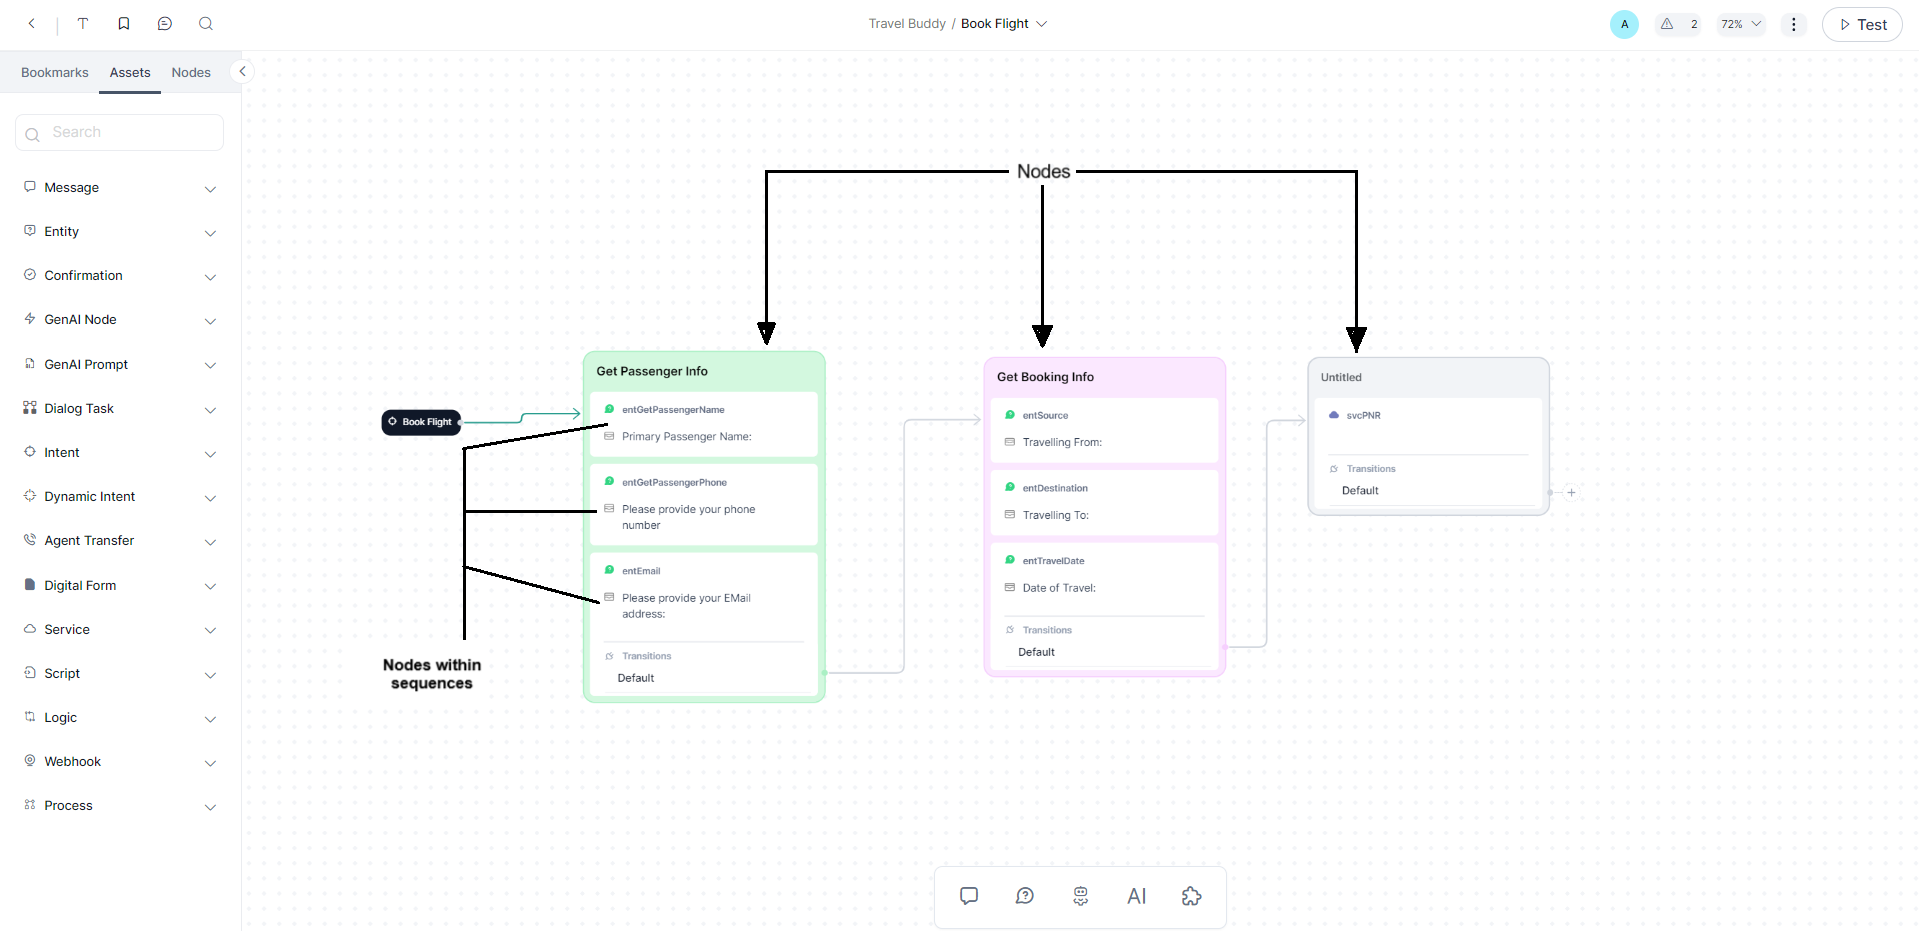 T
Travel Buddy / Book Flight
A
2
72%
Test
Bookmarks
Assets
Nodes
Search
Message
Entity
Confirmation
GenAI Node
GenAI Prompt
Dialog Task
Intent
Dynamic Intent
Agent Transfer
Digital Form
Service
Script
Logic
Webhook
Process
Nodes
Book Flight
Nodes within
sequences
Get Passenger Info
entGetPassengerName
Primary Passenger Name:
entGetPassengerPhone
Please provide your phone
number
entEmail
Please provide your EMail
address:
Transitions
Default
Get Booking Info
entSource
Travelling From:
entDestination
Travelling To:
entTravelDate
Date of Travel:
Transitions
Default
Untitled
svcPNR
Transitions
Default
+
AI